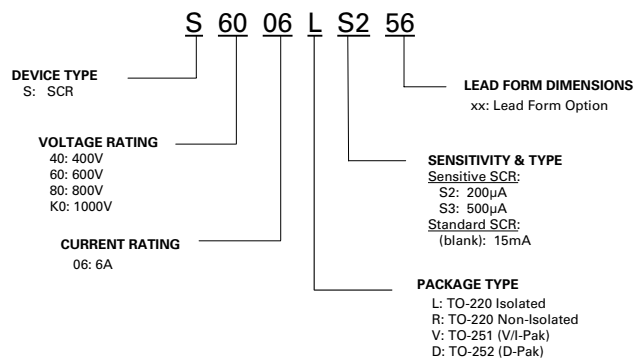 S 60 06 L S2 56
DEVICE TYPE
S: SCR
VOLTAGE RATING
40: 400V
60: 600V
80: 800V
K0: 1000V
CURRENT RATING
06: 6A
LEAD FORM DIMENSIONS
xx: Lead Form Option
SENSITIVITY & TYPE
Sensitive SCR:
S2: 200µA
S3: 500µA
Standard SCR:
(blank): 15mA
PACKAGE TYPE
L: TO-220 Isolated
R: TO-220 Non-Isolated
V: TO-251 (V/I-Pak)
D: TO-252 (D-Pak)